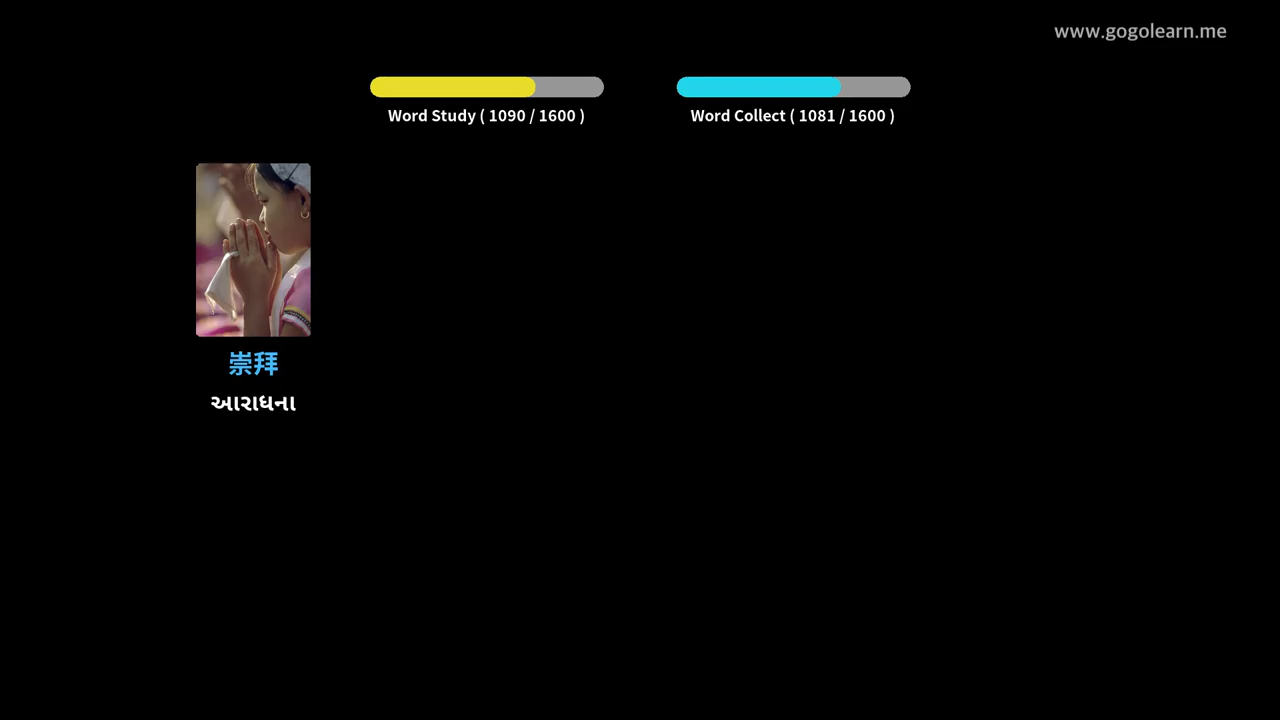 www.gogolearn.me
Word Study ( 1090 / 1600 )
Word Collect ( 1081 / 1600 )
崇拜
આરાધના